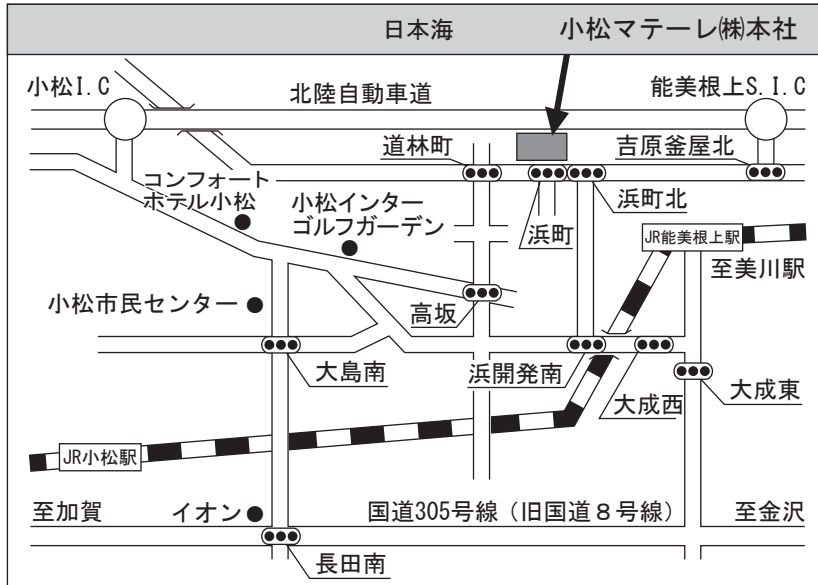 日本海
小松マテーレ㈱本社
小松I.C
北陸自動車道
能美根上S.I.C
道林町
吉原釜屋北
コンフォート
ホテル小松
小松インター
ゴルフガーデン
浜町
浜町北
JR能美根上駅
至美川駅
小松市民センター
高坂
大島南
浜開発南
大成西
大成東
JR小松駅
至加賀
イオン
国道305号線（旧国道８号線）
至金沢
長田南